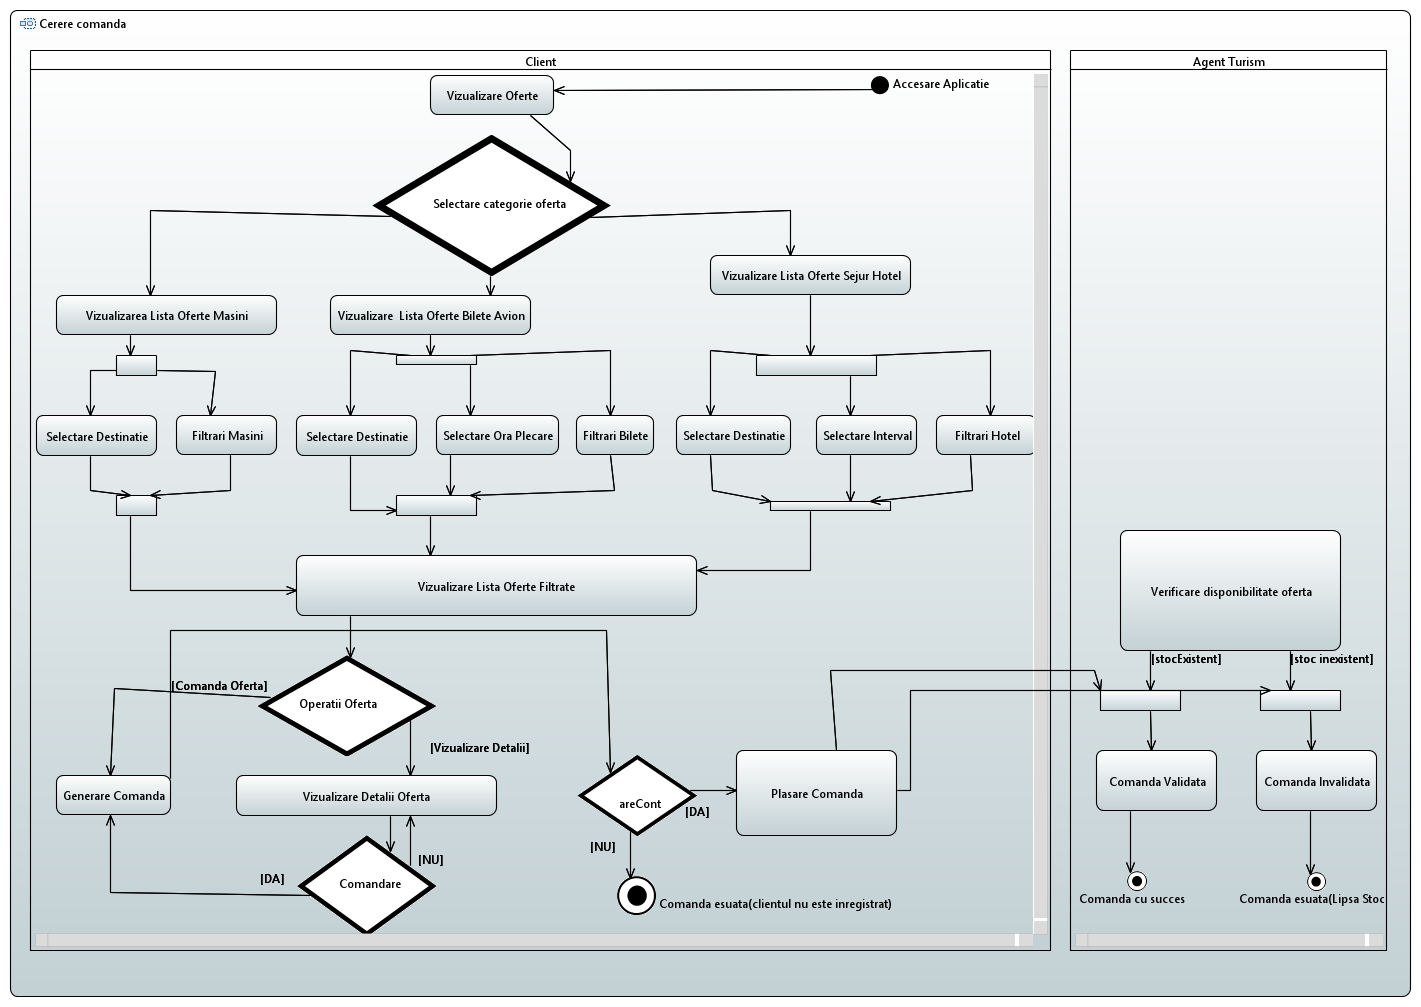 Cerere comanda
Client
Agent Turism
Vizualizare Oferte
Accesare Aplicatie
Selectare categorie oferta
Vizualizare Lista Oferte Sejur Hotel
Vizualizarea Lista Oferte Masini
Vizualizare Lista Oferte Bilete Avion
Selectare Destinatie
Filtrari Masini
Selectare Destinatie
Selectare Ora Plecare
Filtrari Bilete
Selectare Destinatie
Selectare Interval
Filtrari Hotel
Vizualizare Lista Oferte Filtrate
Verificare disponibilitate oferta
[stocExistent]
[stoc inexistent]
[Comanda Oferta]
Operatii Oferta
[Vizualizare Detalii]
Generare Comanda
Vizualizare Detalii Oferta
areCont
[DA]
Plasare Comanda
Comanda Validata
Comanda Invalidata
[NU]
[NU]
[DA]
Comandare
Comanda esuata(clientul nu este inregistrat)
Comanda cu succes
Comanda esuata(Lipsa Stoc